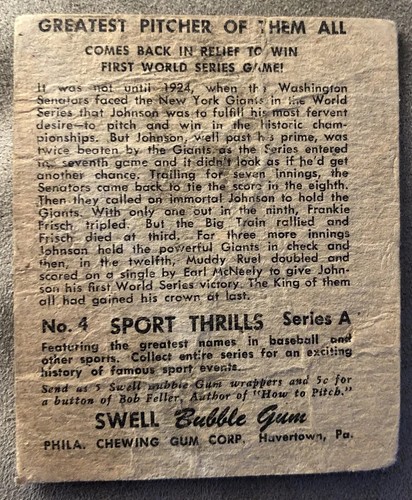 GREATEST PITCHER OF THEM ALL
COMES BACK IN RELIEF TO WIN
FIRST WORLD SERIES GAME!
It was not until 1924, when the Washington
Senators faced the New York Giants in the World
Series that Johnson was to fulfill his most fervent
desire—to pitch and win in the historic cham-
pionships. But Johnson, well past his prime, was
twice beaten by the Giants as the Series entered
its seventh game and it didn't look as if he'd get
another chance. Trailing for seven innings, the
Senators came back to tie the score in the eighth.
Then they called on immortal Johnson to hold the
Giants. With only one out in the ninth, Frankie
Frisch tripled. But the Big Train rallied and
Frisch died at third. For three more innings
Johnson held the powerful Giants in check and
then, in the twelfth, Muddy Ruel doubled and
scored on a single by Earl McNeely to give John-
son his first World Series victory. The King of them
all had gained his crown at last.
No. 4 SPORT THRILLS Series A
Featuring the greatest names in baseball and
other sports. Collect entire series for an exciting
history of famous sport events.
Send us 5 Swell Bubble Gum wrappers and 5c for
a button of Bob Feller, Author of "How to Pitch."
SWELL Bubble Gum
PHILA. CHEWING GUM CORP., Havertown, Pa.